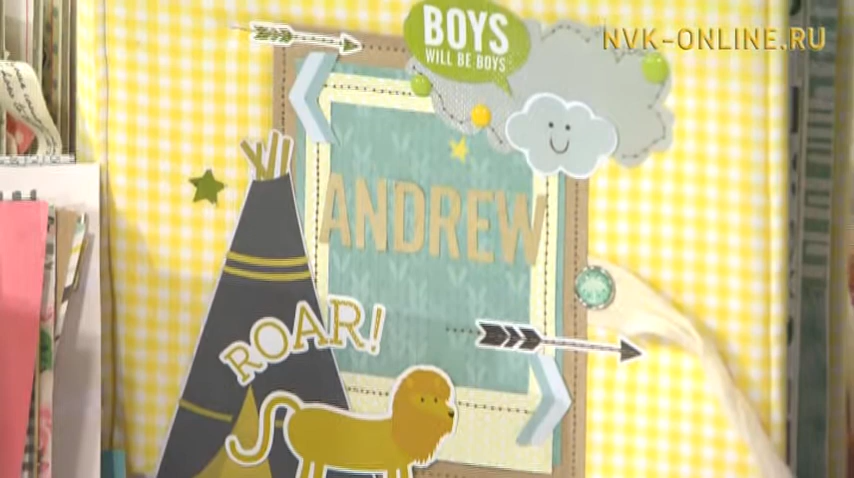 BOYS
WILL BE BOYS
NVK-ONLINE.RU
ANDREW
ROAR!